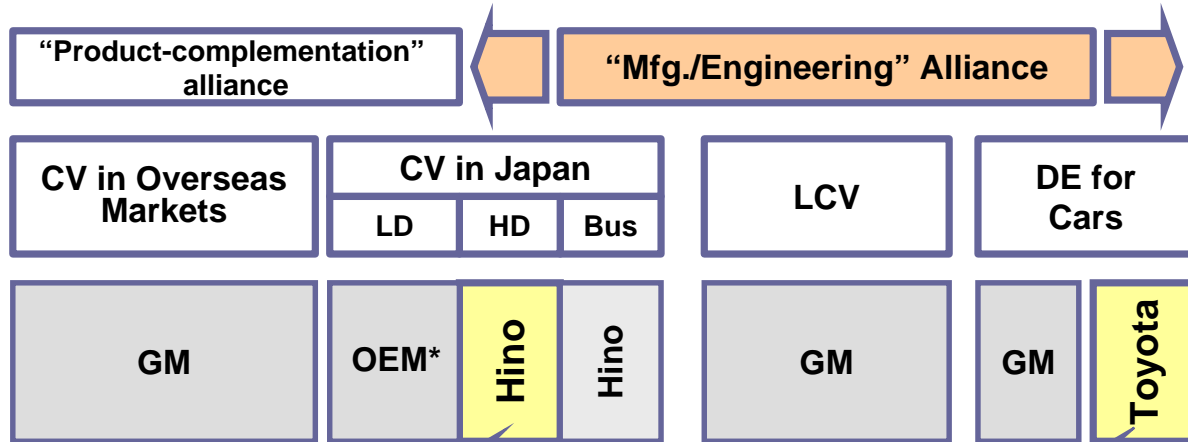 “Product-complementation”
alliance
“Mfg./Engineering” Alliance
CV in Overseas
Markets
CV in Japan
LD
HD
Bus
LCV
DE for
Cars
GM
OEM*
Hino
Hino
GM
GM
Toyota